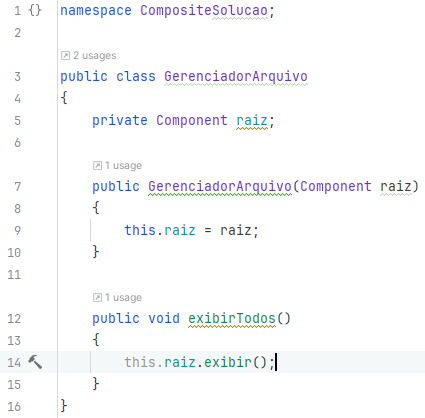 1 {} namespace CompositeSolucao;
2
2 usages
3 public class GerenciadorArquivo
4 {
5 private Component raiz;
6
1 usage
7 public GerenciadorArquivo(Component raiz)
8 {
9 this.raiz = raiz;
10 }
11
1 usage
12 public void exibirTodos()
13 {
14 this.raiz.exibir();
15 }
16 }